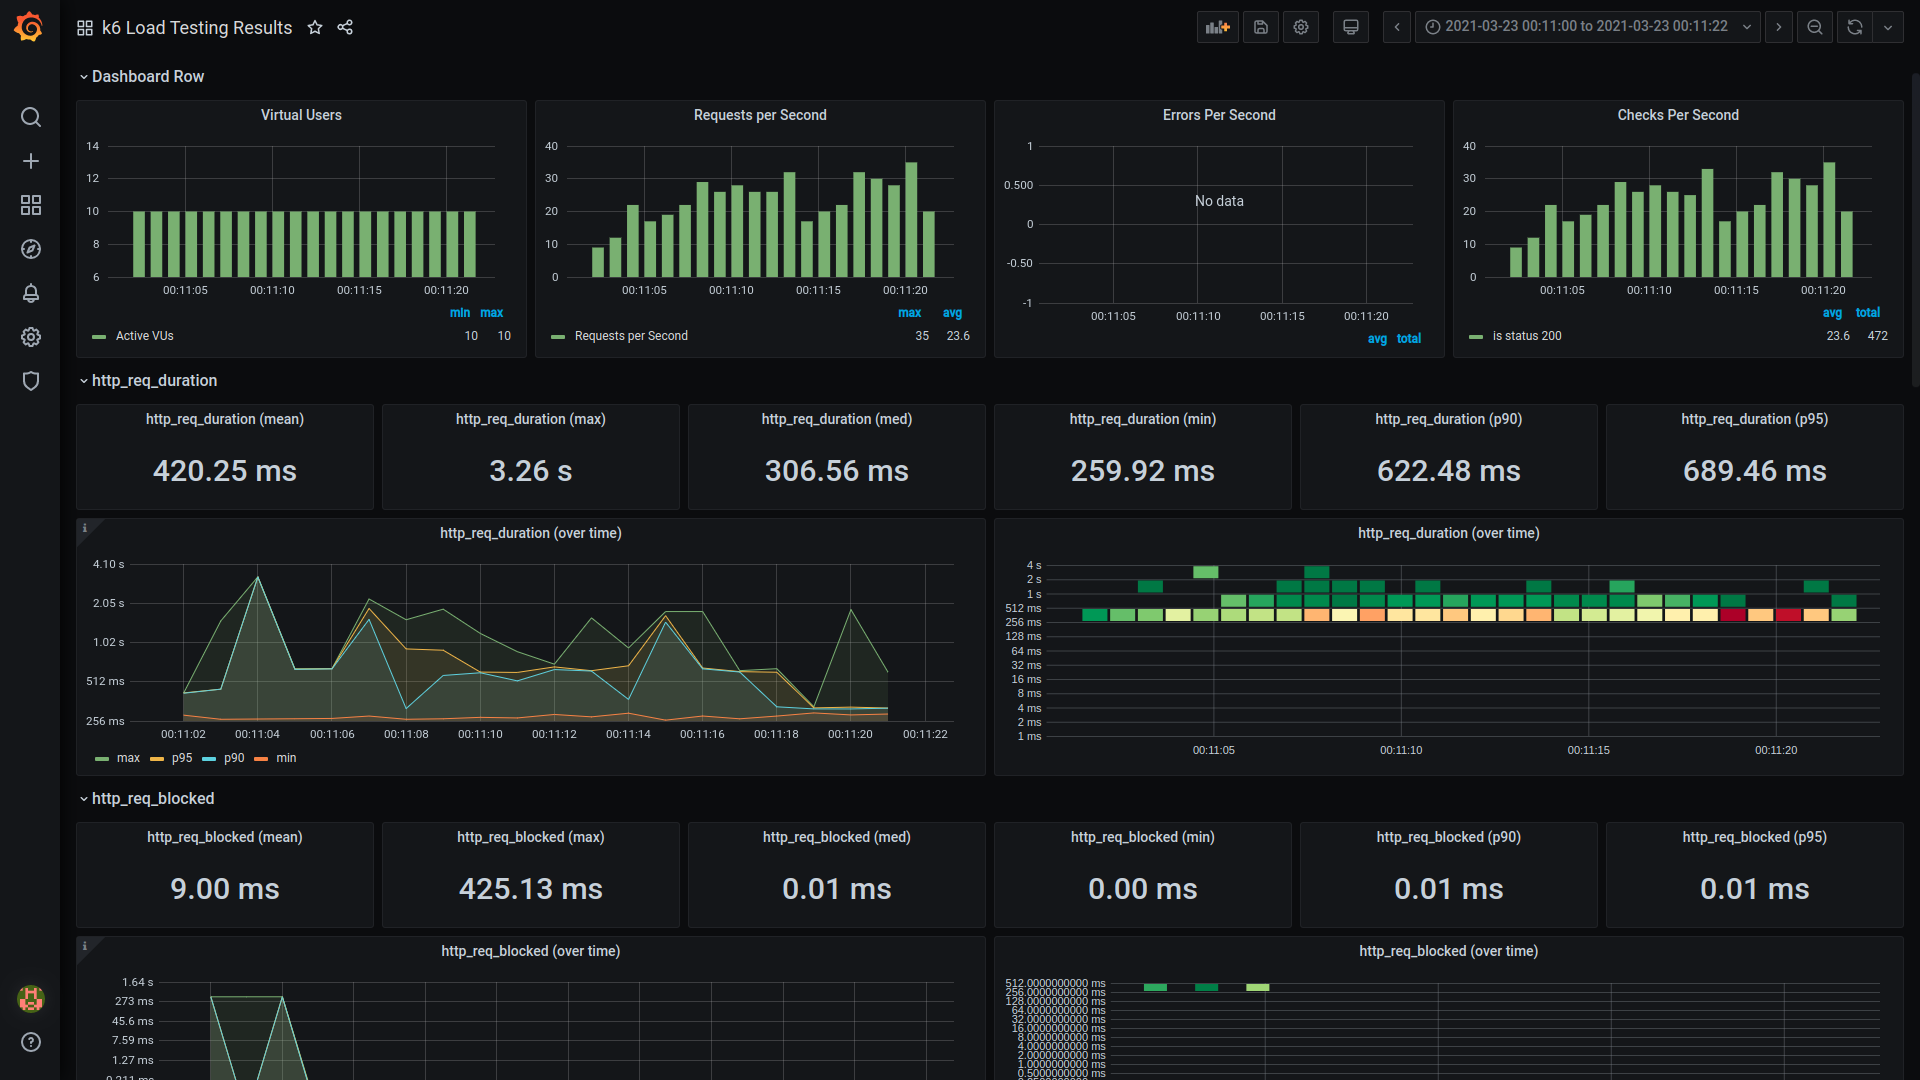 k6 Load Testing Results
2021-03-23 00:11:00 to 2021-03-23 00:11:22
Dashboard Row
Virtual Users
14
12
10
8
6
00:11:05 00:11:10 00:11:15 00:11:20
min max
Active VUs 10 10
Requests per Second
40
30
20
10
0
00:11:05 00:11:10 00:11:15 00:11:20
max avg
Requests per Second 35 23.6
Errors Per Second
1
0.500
0
-0.50
-1
No data
00:11:05 00:11:10 00:11:15 00:11:20
avg total
Checks Per Second
40
30
20
10
0
00:11:05 00:11:10 00:11:15 00:11:20
avg total
is status 200 23.6 472
http_req_duration
http_req_duration (mean)
420.25 ms
http_req_duration (max)
3.26 s
http_req_duration (med)
306.56 ms
http_req_duration (min)
259.92 ms
http_req_duration (p90)
622.48 ms
http_req_duration (p95)
689.46 ms
i
http_req_duration (over time)
4.10 s
2.05 s
1.02 s
512 ms
256 ms
00:11:02 00:11:04 00:11:06 00:11:08 00:11:10 00:11:12 00:11:14 00:11:16 00:11:18 00:11:20 00:11:22
max p95 p90 min
http_req_duration (over time)
4 s
2 s
1 s
512 ms
256 ms
128 ms
64 ms
32 ms
16 ms
8 ms
4 ms
2 ms
1 ms
00:11:05 00:11:10 00:11:15 00:11:20
http_req_blocked
http_req_blocked (mean)
9.00 ms
http_req_blocked (max)
425.13 ms
http_req_blocked (med)
0.01 ms
http_req_blocked (min)
0.00 ms
http_req_blocked (p90)
0.01 ms
http_req_blocked (p95)
0.01 ms
i
http_req_blocked (over time)
1.64 s
273 ms
45.6 ms
7.59 ms
1.27 ms
0.211 ms
http_req_blocked (over time)
512.0000000000 ms
256.0000000000 ms
128.0000000000 ms
64.0000000000 ms
32.0000000000 ms
16.0000000000 ms
8.0000000000 ms
4.0000000000 ms
2.0000000000 ms
1.0000000000 ms
0.5000000000 ms